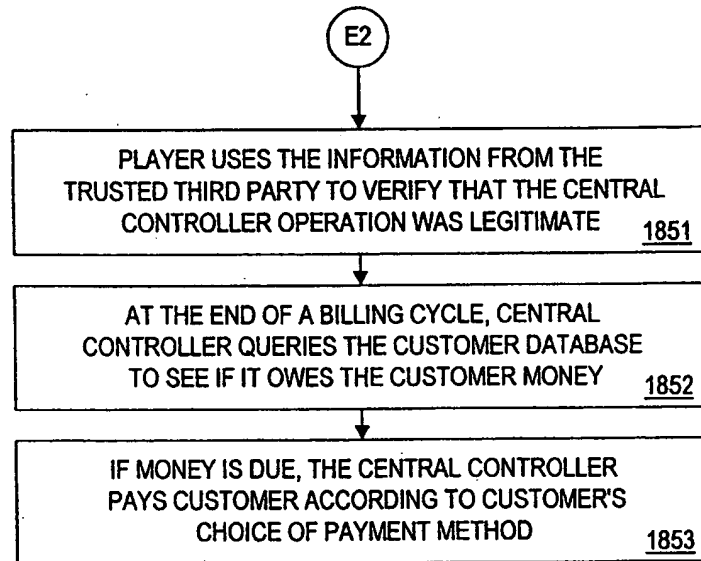 E2
PLAYER USES THE INFORMATION FROM THE
TRUSTED THIRD PARTY TO VERIFY THAT THE CENTRAL
CONTROLLER OPERATION WAS LEGITIMATE
1851
AT THE END OF A BILLING CYCLE, CENTRAL
CONTROLLER QUERIES THE CUSTOMER DATABASE
TO SEE IF IT OWES THE CUSTOMER MONEY
1852
IF MONEY IS DUE, THE CENTRAL CONTROLLER
PAYS CUSTOMER ACCORDING TO CUSTOMER'S
CHOICE OF PAYMENT METHOD
1853